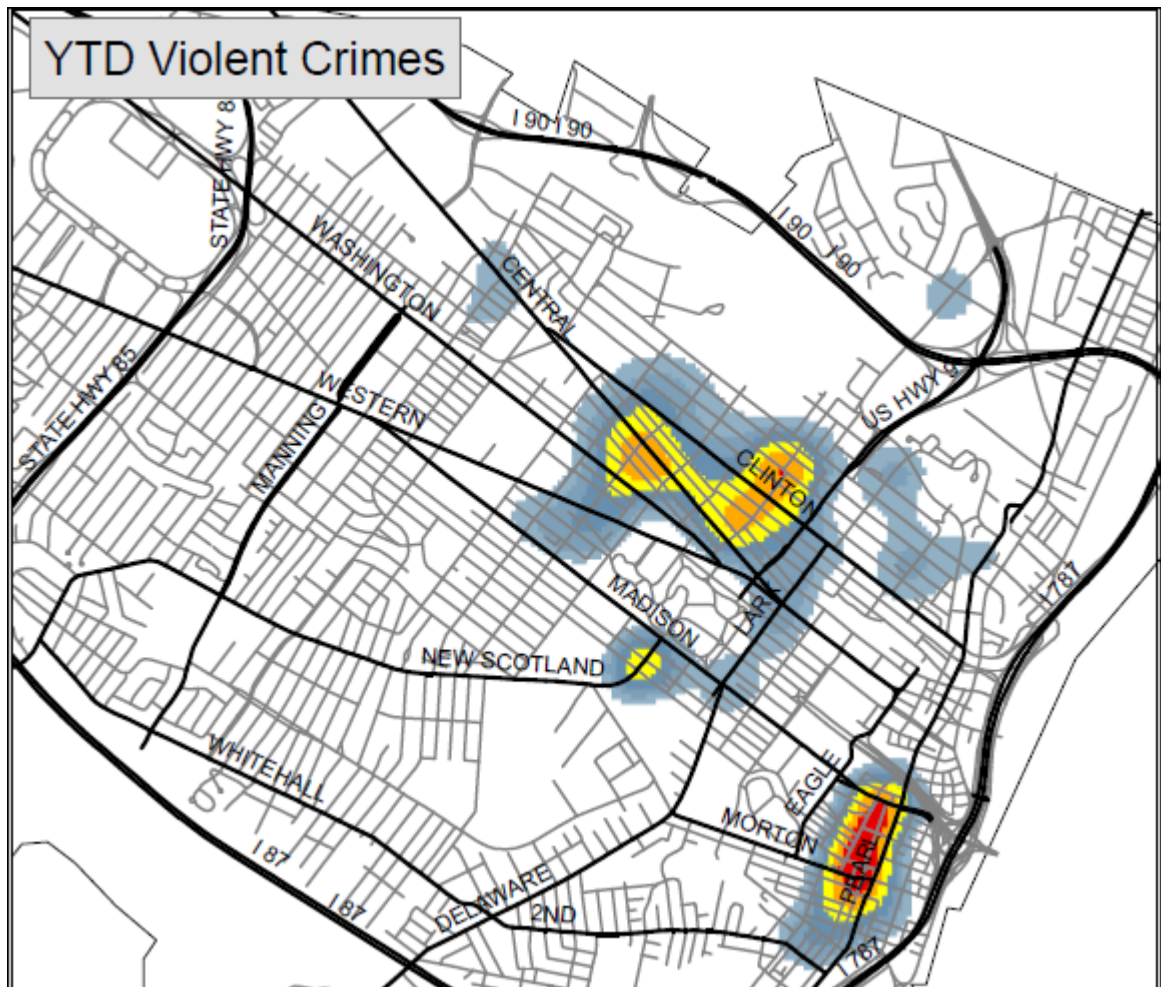 YTD Violent Crimes
STATE HWY 8
I 90 I 90
WASHINGTON
CENTRAL
I 90
I 90
STATE HWY 85
WESTERN
MANNING
US HWY 9
CLINTON
MADISON
LARK
I 787
NEW SCOTLAND
WHITEHALL
EAGLE
MORTON
PEARL
I 87
I 87
DELAWARE
2ND
I 787